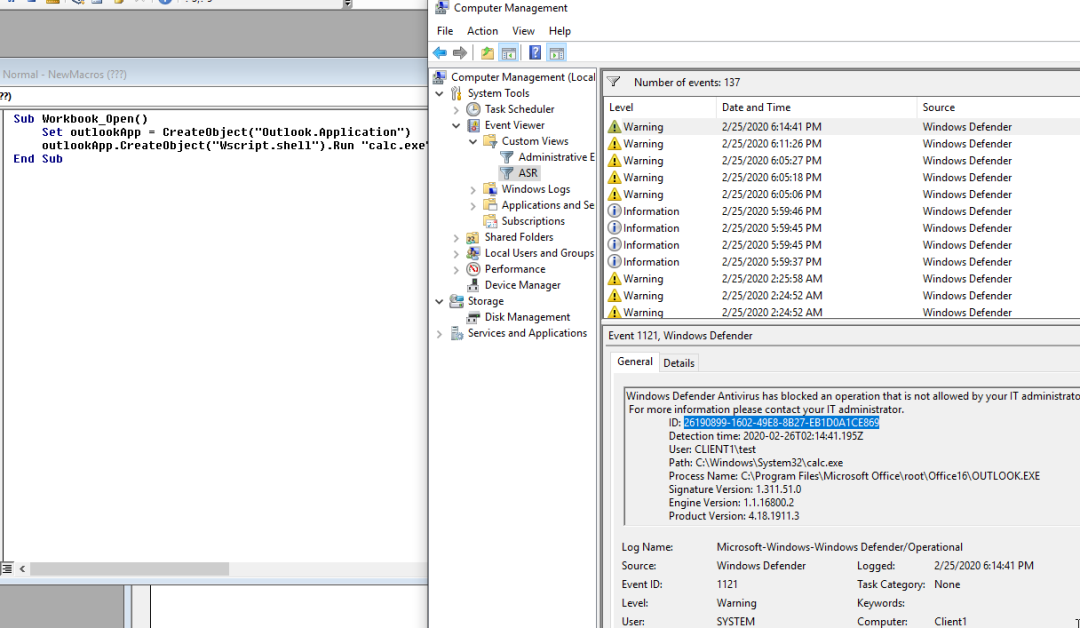 Normal - NewMacros (???)
??)
Sub Workbook_Open()
Set outlookApp = CreateObject("Outlook.Application")
outlookApp.CreateObject("Wscript.shell").Run "calc.exe"
End Sub
Computer Management
File Action View Help
Computer Management (Local
System Tools
Task Scheduler
Event Viewer
Custom Views
Administrative E
ASR
Windows Logs
Applications and Se
Subscriptions
Shared Folders
Local Users and Groups
Performance
Device Manager
Storage
Disk Management
Services and Applications
Number of events: 137
Level Date and Time Source
Warning 2/25/2020 6:14:41 PM Windows Defender
Warning 2/25/2020 6:11:26 PM Windows Defender
Warning 2/25/2020 6:05:27 PM Windows Defender
Warning 2/25/2020 6:05:18 PM Windows Defender
Warning 2/25/2020 6:05:06 PM Windows Defender
Information 2/25/2020 5:59:46 PM Windows Defender
Information 2/25/2020 5:59:45 PM Windows Defender
Information 2/25/2020 5:59:45 PM Windows Defender
Information 2/25/2020 5:59:37 PM Windows Defender
Warning 2/25/2020 2:25:58 AM Windows Defender
Warning 2/25/2020 2:24:52 AM Windows Defender
Warning 2/25/2020 2:24:52 AM Windows Defender
Event 1121, Windows Defender
General Details
Windows Defender Antivirus has blocked an operation that is not allowed by your IT administrato
For more information please contact your IT administrator.
ID: 26190899-1602-49E8-8B27-EB1D0A1CE869
Detection time: 2020-02-26T02:14:41.195Z
User: CLIENT1\test
Path: C:\Windows\System32\calc.exe
Process Name: C:\Program Files\Microsoft Office\root\Office16\OUTLOOK.EXE
Signature Version: 1.311.51.0
Engine Version: 1.1.16800.2
Product Version: 4.18.1911.3
Log Name: Microsoft-Windows-Windows Defender/Operational
Source: Windows Defender Logged: 2/25/2020 6:14:41 PM
Event ID: 1121 Task Category: None
Level: Warning Keywords:
User: SYSTEM Computer: Client1